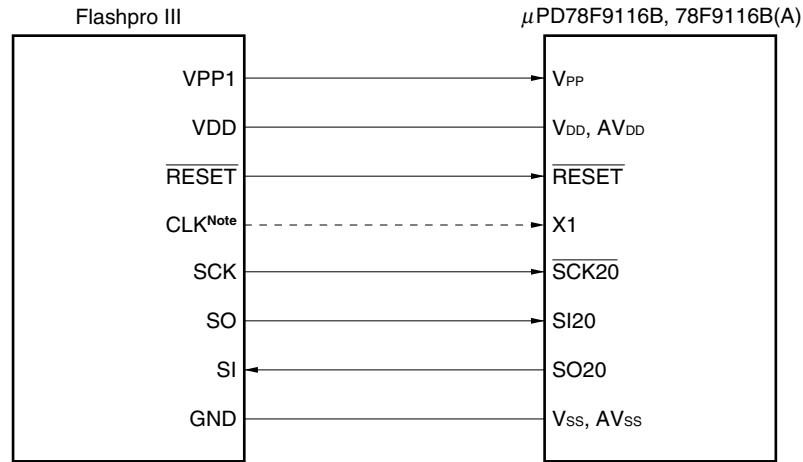 Flashpro III
μPD78F9116B, 78F9116B(A)
VPP1
VPP
VDD
VDD, AVDD
RESET
RESET
CLKNote
X1
SCK
SCK20
SO
SI20
SI
SO20
GND
VSS, AVSS